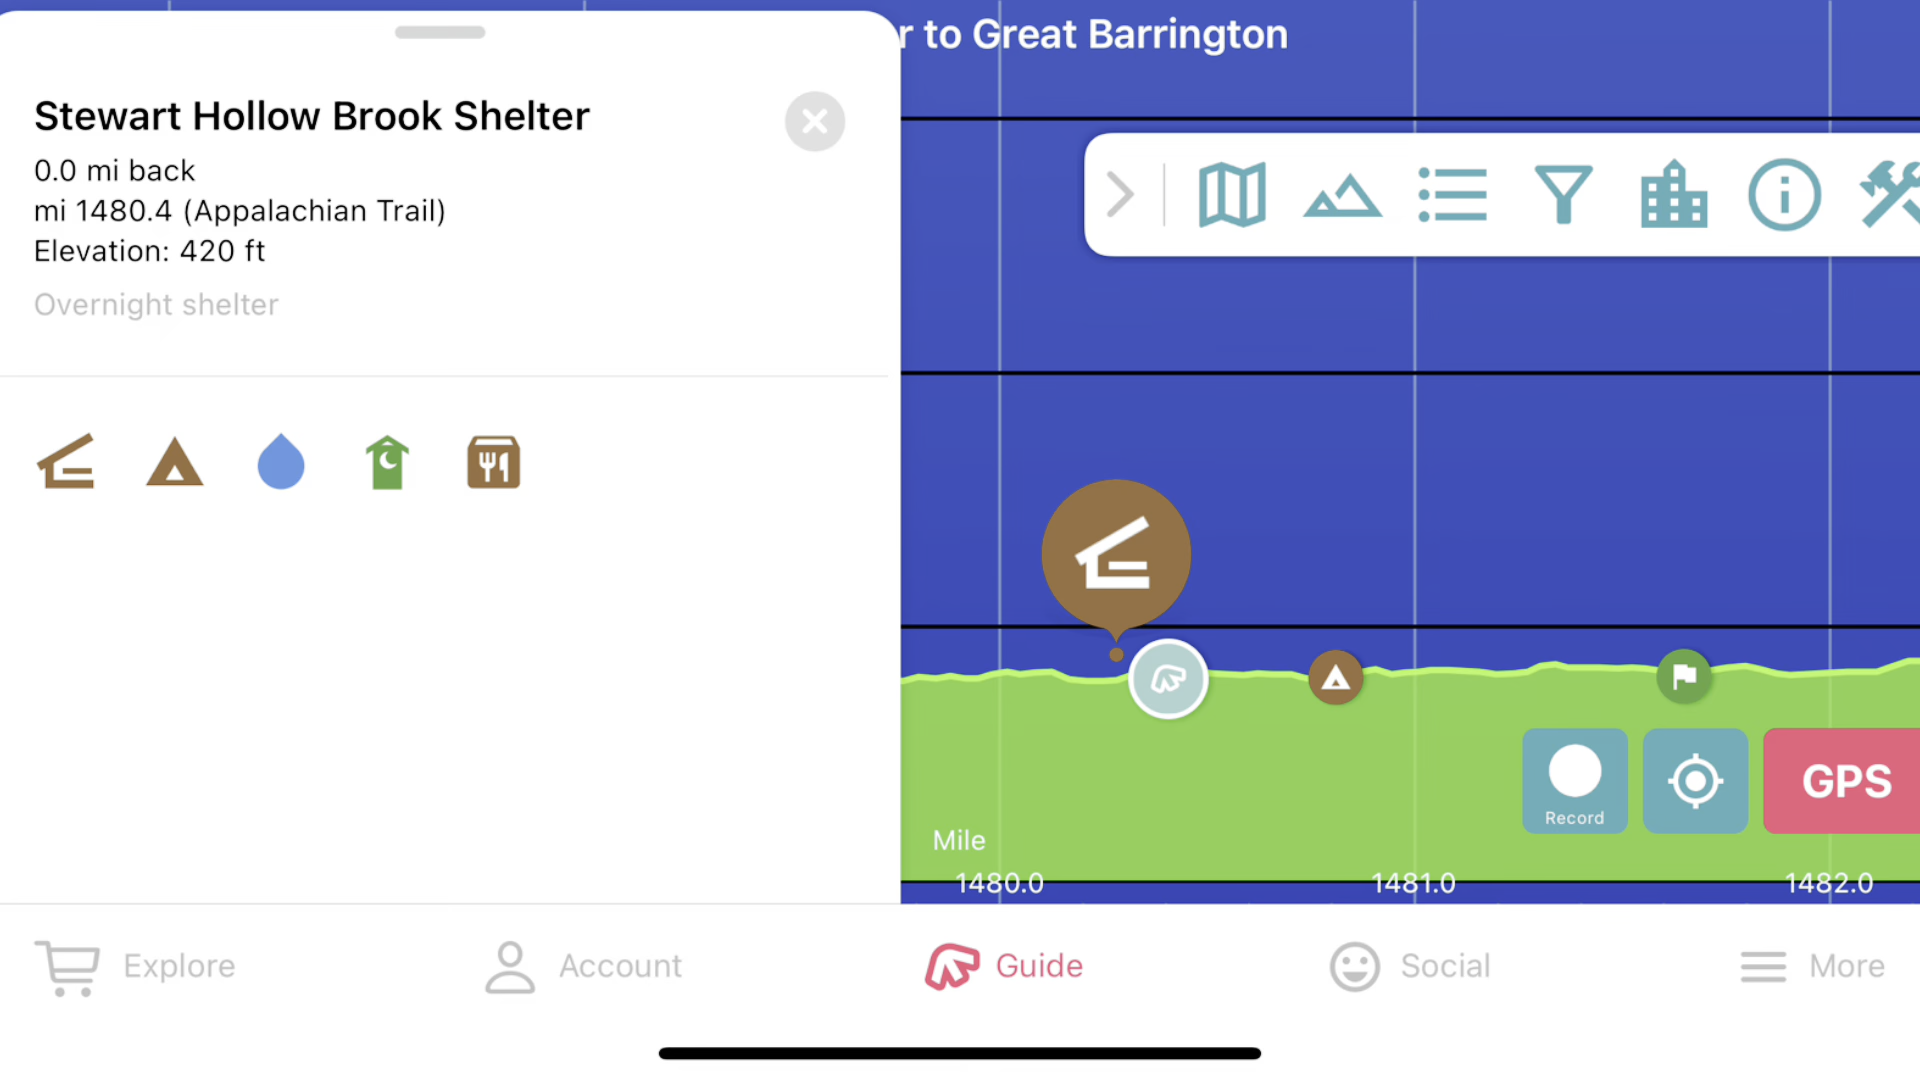 r to Great Barrington
Stewart Hollow Brook Shelter
0.0 mi back
mi 1480.4 (Appalachian Trail)
Elevation: 420 ft
Overnight shelter
Record
GPS
Mile
1480.0
1481.0
1482.0
Explore
Account
Guide
Social
More